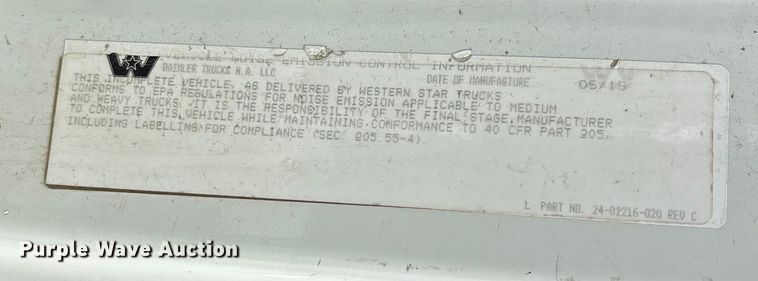 VEHICLE NOISE EMISSION CONTROL INFORMATION
DAIMLER TRUCKS N.A. LLC
DATE OF MANUFACTURE
05/15
THIS INCOMPLETE VEHICLE, AS DELIVERED BY WESTERN STAR TRUCKS
CONFORMS TO EPA REGULATIONS FOR NOISE EMISSION APPLICABLE TO MEDIUM
AND HEAVY TRUCKS. IT IS THE RESPONSIBILITY OF THE FINAL STAGE MANUFACTURER
TO COMPLETE THIS VEHICLE WHILE MAINTAINING CONFORMANCE TO 40 CFR PART 205,
INCLUDING LABELLING FOR COMPLIANCE (SEC. 205.55-4).
PART NO. 24-01216-020 REV C
Purple Wave Auction